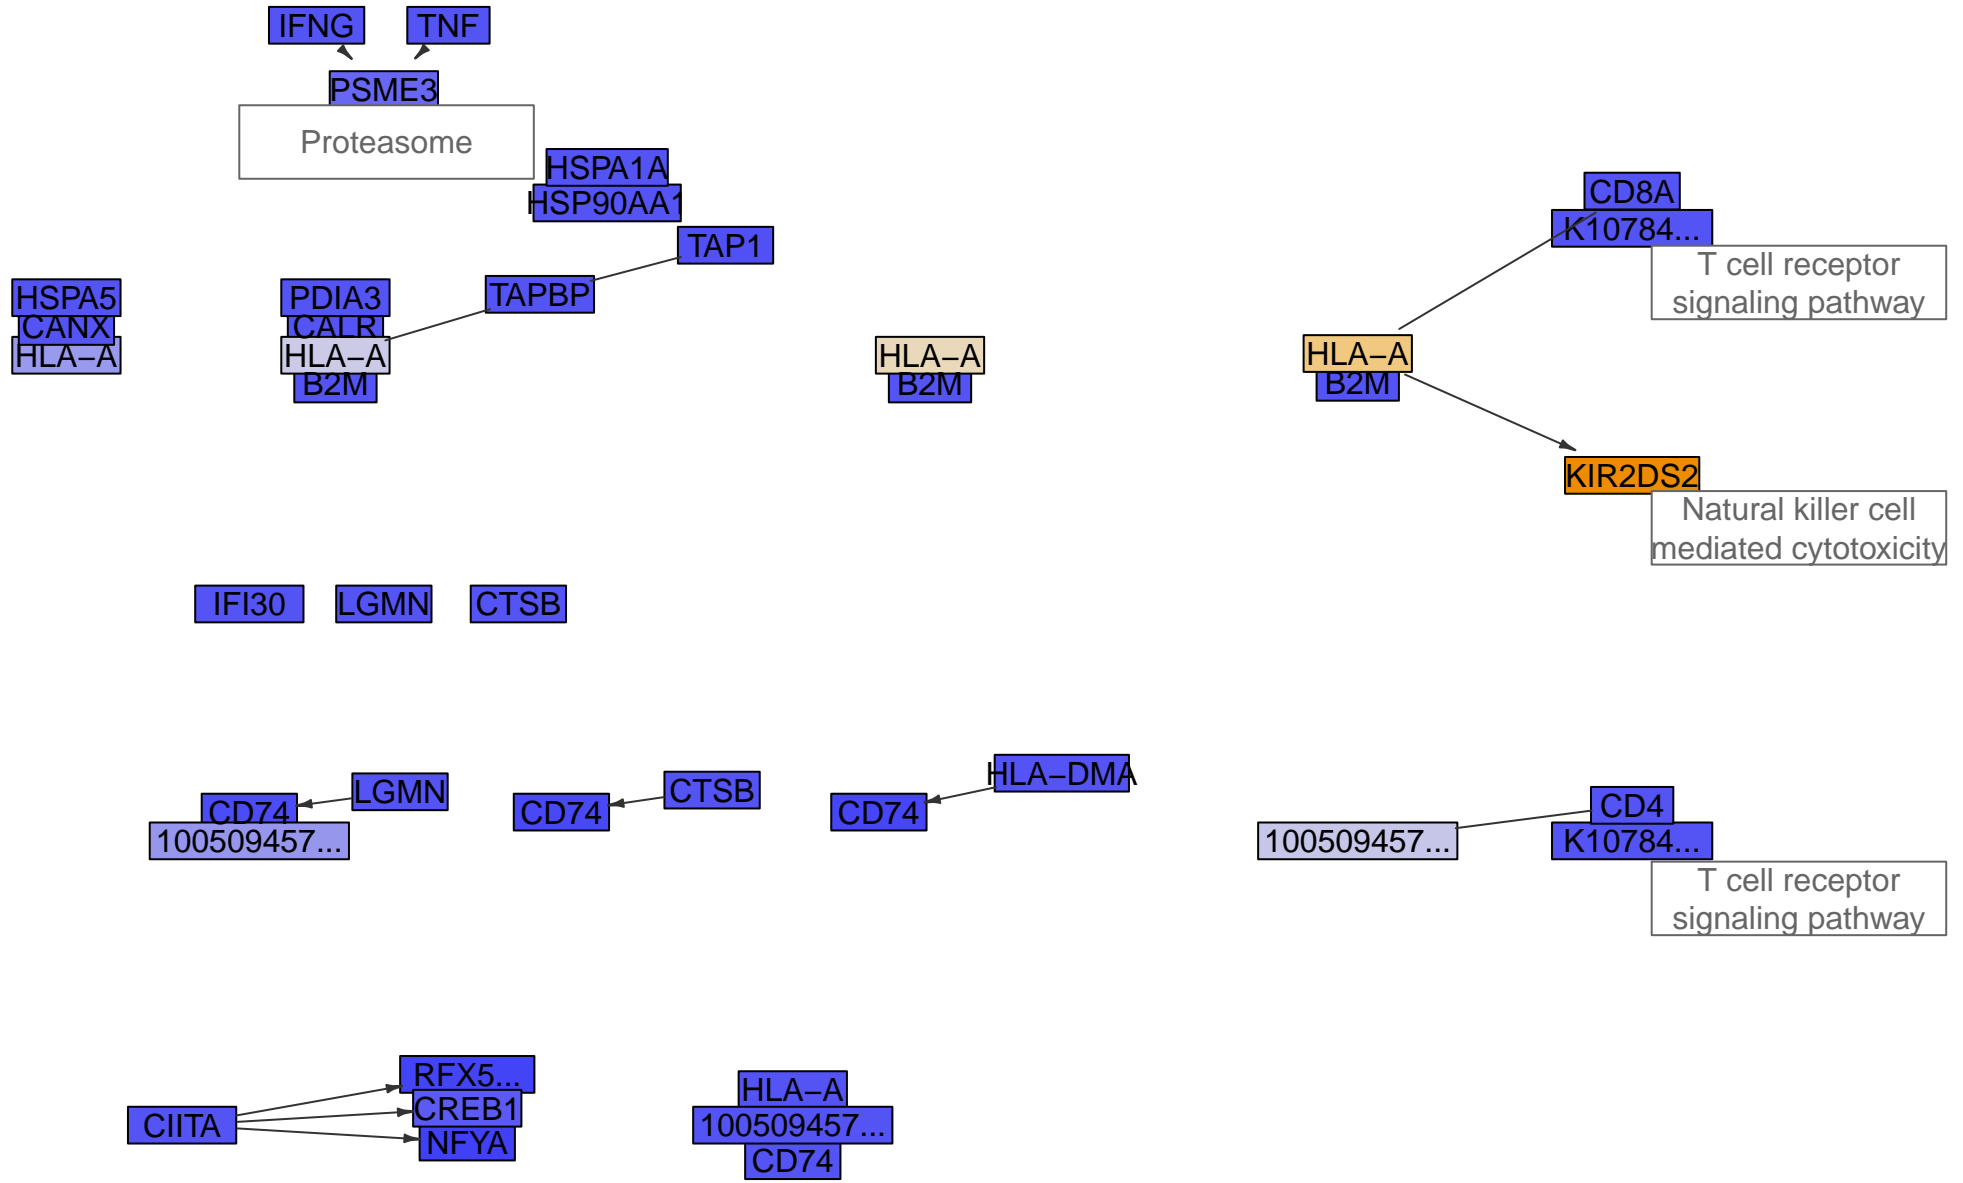 IFNG
TNF
PSME3
Proteasome
HSPA1A
HSP90AA1
TAP1
CD8A
K10784...
T cell receptor
signaling pathway
HSPA5
CANX
HLA−A
PDIA3
CALR
HLA−A
B2M
TAPBP
HLA−A
B2M
HLA−A
B2M
KIR2DS2
Natural killer cell
mediated cytotoxicity
IFI30
LGMN
CTSB
CD74
100509457...
LGMN
CD74
CTSB
CD74
HLA−DMA
100509457...
CD4
K10784...
T cell receptor
signaling pathway
CIITA
RFX5...
CREB1
NFYA
HLA−A
100509457...
CD74